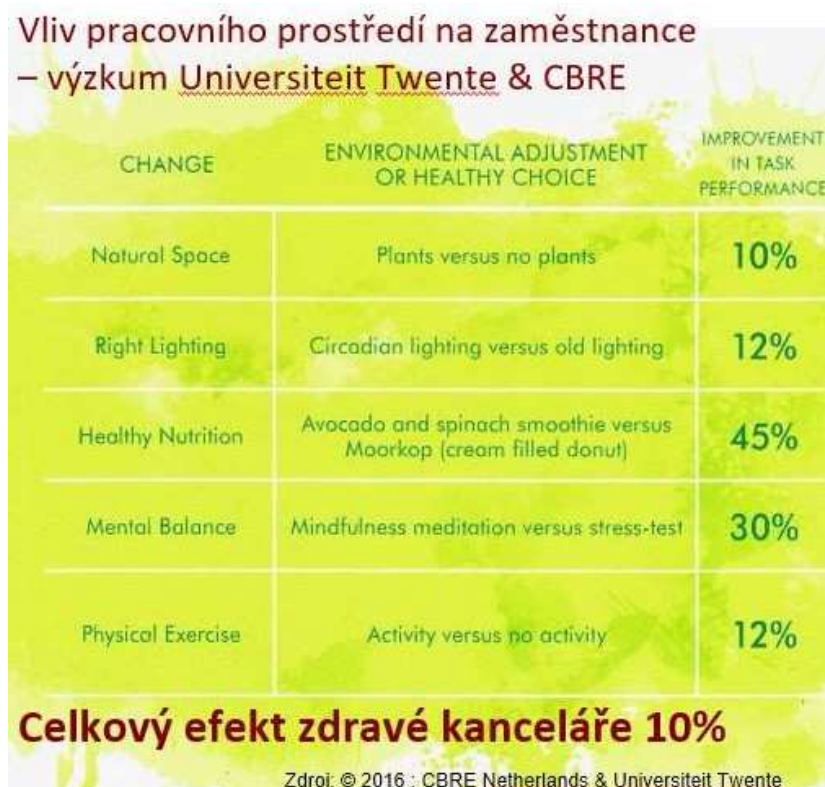 Vliv pracovního prostředí na zaměstnance
– výzkum Universiteit Twente & CBRE
CHANGE
ENVIRONMENTAL ADJUSTMENT
OR HEALTHY CHOICE
IMPROVEMENT
IN TASK
PERFORMANCE
Natural Space
Plants versus no plants
10%
Right Lighting
Circadian lighting versus old lighting
12%
Healthy Nutrition
Avocado and spinach smoothie versus
Moorkop (cream filled donut)
45%
Mental Balance
Mindfulness meditation versus stress-test
30%
Physical Exercise
Activity versus no activity
12%
Celkový efekt zdravé kanceláře 10%
Zdroj: © 2016 : CBRE Netherlands & Universiteit Twente